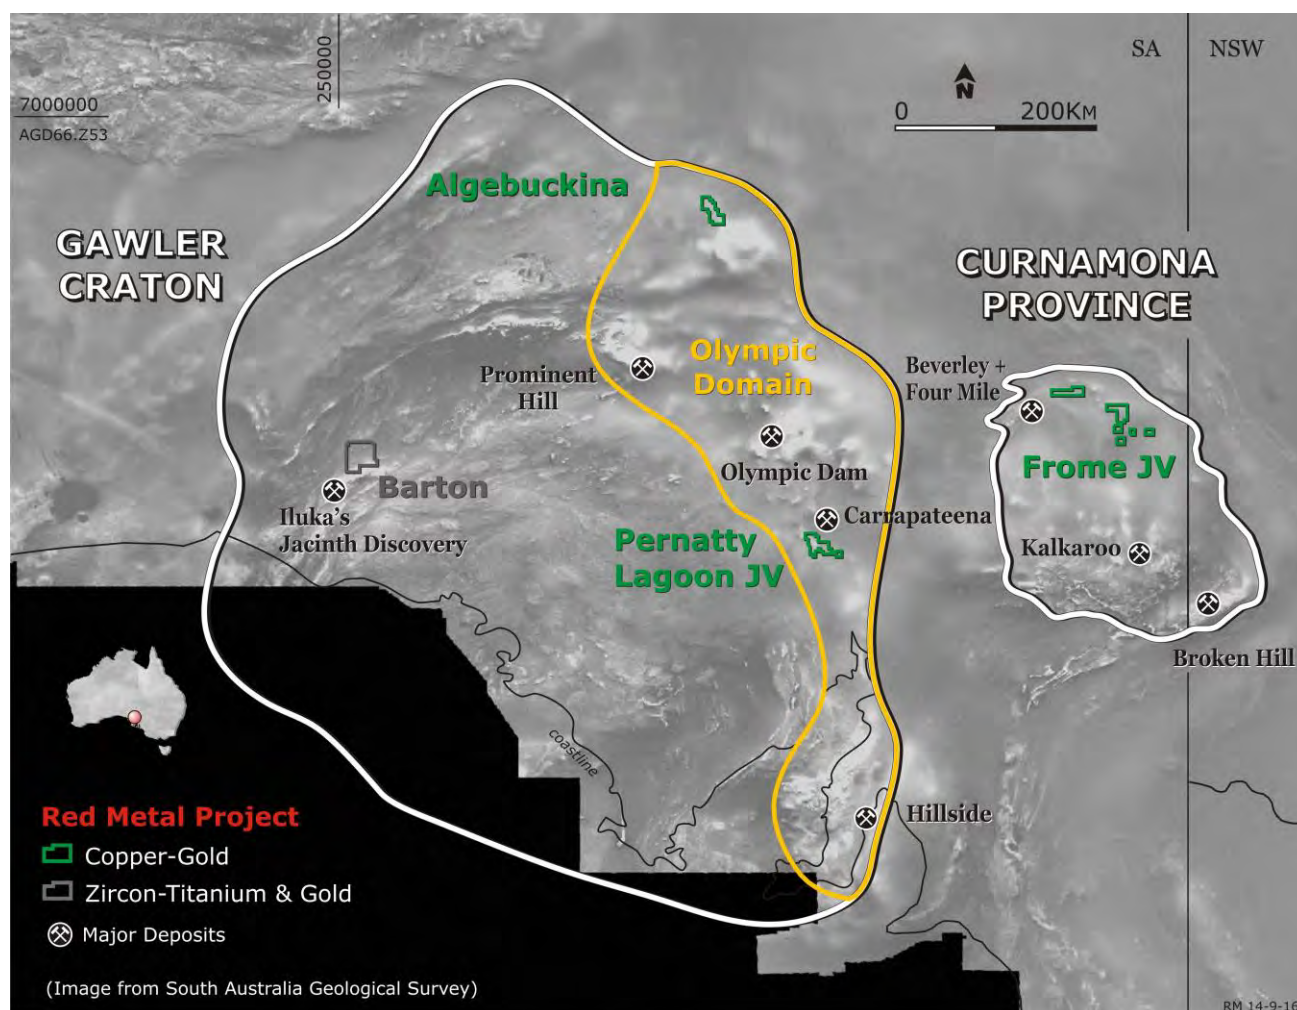 SA
NSW
250000
7000000
AGD66.Z53
N
0
200KM
Algebuckina
GAWLER
CRATON
CURNAMONA
PROVINCE
Olympic
Domain
Prominent
Hill
Beverley +
Four Mile
Frome JV
Olympic Dam
Barton
Iluka's
Jacinth Discovery
Carrapateena
Pernatty
Lagoon JV
Kalkaroo
Broken Hill
coastline
Hillside
Red Metal Project
Copper-Gold
Zircon-Titanium & Gold
Major Deposits
(Image from South Australia Geological Survey)
RM 14-9-16